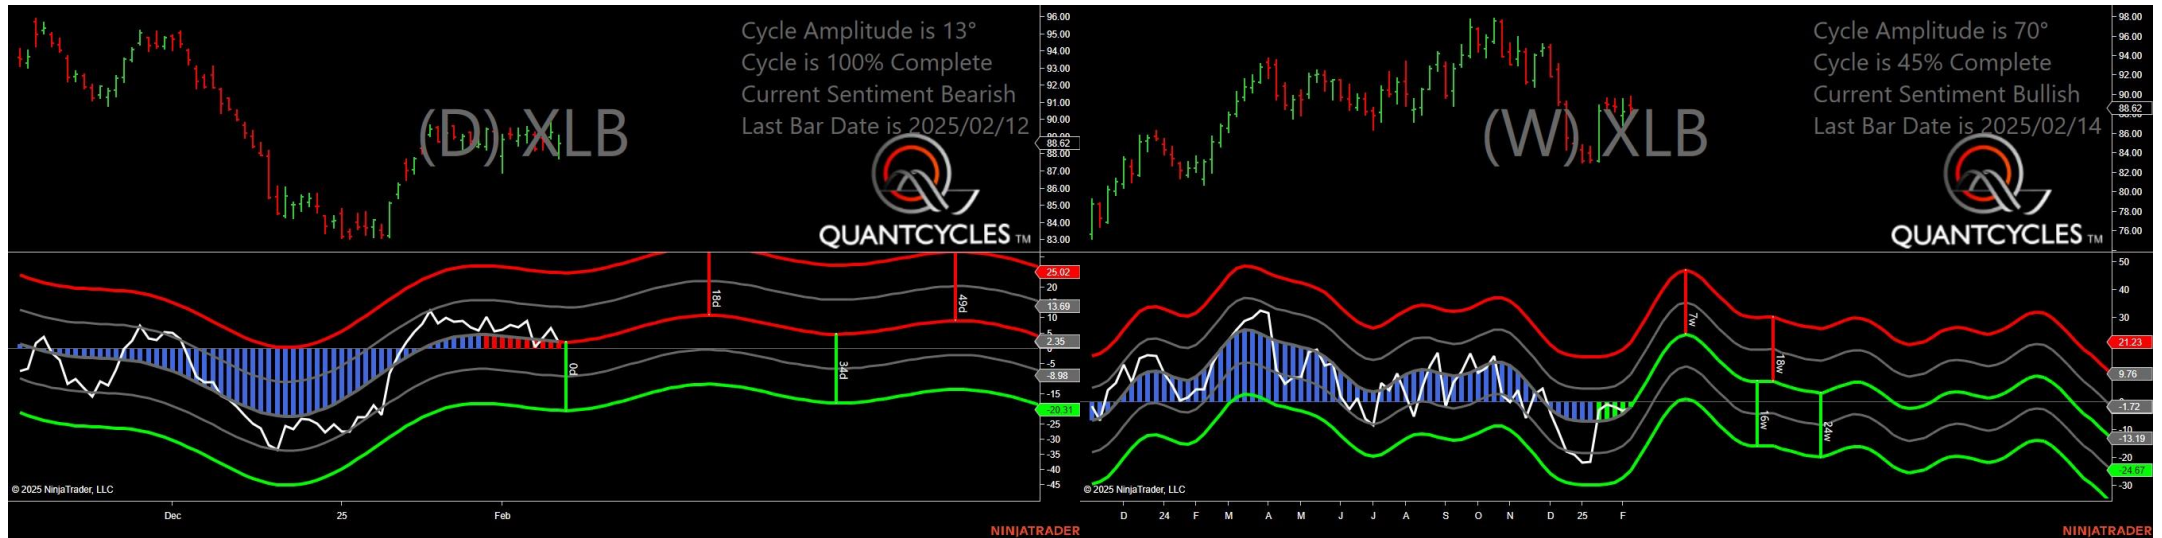 Cycle Amplitude is 13°
Cycle is 100% Complete
Current Sentiment Bearish
Last Bar Date is 2025/02/12
(D) XLB
QUANTCYCLES TM
96.00
95.00
94.00
93.00
92.00
91.00
90.00
89.00
88.62
88.00
87.00
86.00
85.00
84.00
83.00
25.02
20
13.69
10
5
2.35
-5
-8.98
-15
-20.31
-25
-30
-35
-40
-45
18d
49d
0d
34d
© 2025 NinjaTrader, LLC
Dec
25
Feb
NINJATRADER
Cycle Amplitude is 70°
Cycle is 45% Complete
Current Sentiment Bullish
Last Bar Date is 2025/02/14
(W) XLB
QUANTCYCLES TM
98.00
96.00
94.00
92.00
90.00
88.62
86.00
84.00
82.00
80.00
78.00
76.00
50
40
30
21.23
9.76
-1.72
-10
-13.19
-20
-24.67
-30
7w
18w
16w
24w
© 2025 NinjaTrader, LLC
D
24
F
M
A
M
J
J
A
S
O
N
D
25
F
NINJATRADER